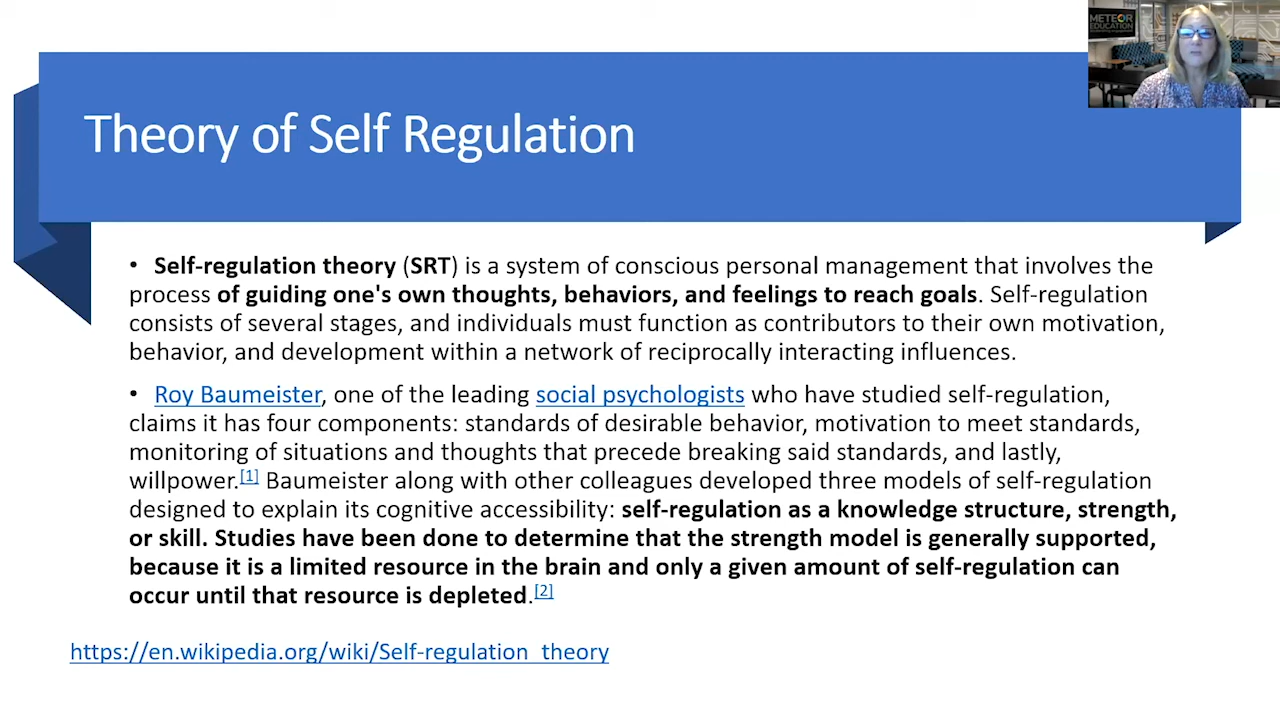 METEOR
EDUCATION
Theory of Self Regulation
• Self-regulation theory (SRT) is a system of conscious personal management that involves the
process of guiding one's own thoughts, behaviors, and feelings to reach goals. Self-regulation
consists of several stages, and individuals must function as contributors to their own motivation,
behavior, and development within a network of reciprocally interacting influences.
• Roy Baumeister, one of the leading social psychologists who have studied self-regulation,
claims it has four components: standards of desirable behavior, motivation to meet standards,
monitoring of situations and thoughts that precede breaking said standards, and lastly,
willpower.[1] Baumeister along with other colleagues developed three models of self-regulation
designed to explain its cognitive accessibility: self-regulation as a knowledge structure, strength,
or skill. Studies have been done to determine that the strength model is generally supported,
because it is a limited resource in the brain and only a given amount of self-regulation can
occur until that resource is depleted.[2]
https://en.wikipedia.org/wiki/Self-regulation_theory